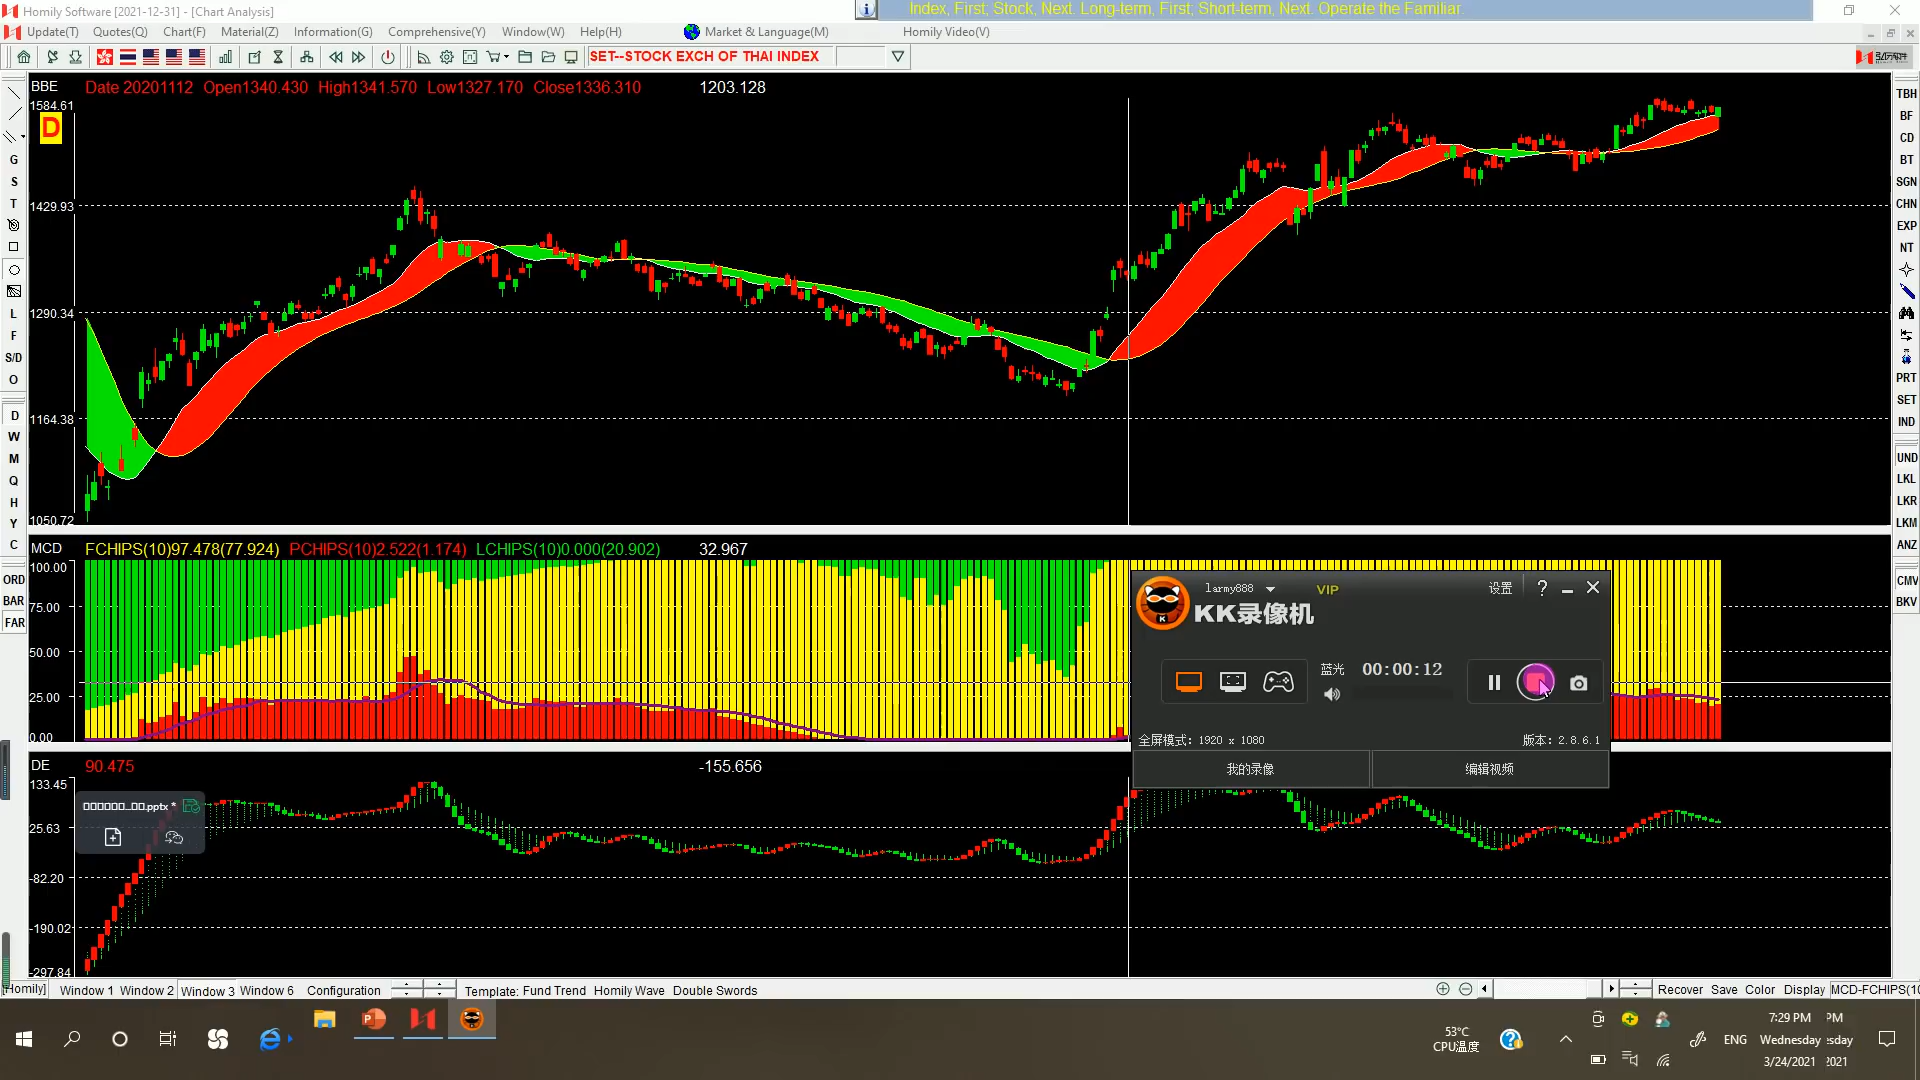 Homily Software [2021-12-31] - [Chart Analysis]
Index, First; Stock, Next. Long-term, First; Short-term, Next. Operate the Familiar.
Update(T) Quotes(Q) Chart(F) Material(Z) Information(G) Comprehensive(Y) Window(W) Help(H) Market & Language(M) Homily Video(V)
SET--STOCK EXCH OF THAI INDEX
BBE Date 20201112 Open1340.430 High1341.570 Low1327.170 Close1336.310 1203.128
1584.61
D
1429.93
1290.34
1164.38
1050.72
MCD FCHIPS(10)97.478(77.924) PCHIPS(10)2.522(1.174) LCHIPS(10)0.000(20.902) 32.967
100.00
75.00
50.00
25.00
0.00
DE 90.475 -155.656
133.45
25.63
-82.20
-190.02
-297.84
G
S
T
L
F
S/D
O
D
W
M
Q
H
Y
C
ORD
BAR
FAR
TBH
BF
CD
BT
SGN
CHN
EXP
NT
PRT
SET
IND
UND
LKL
LKR
LKM
ANZ
CMV
BKV
larmy888 VIP 设置 ?
KK录像机
蓝光 00:00:12
全屏模式: 1920 x 1080 版本: 2.8.6.1
我的录像 编辑视频
.pptx *
[Homily] Window 1 Window 2 Window 3 Window 6 Configuration Template: Fund Trend Homily Wave Double Swords Recover Save Color Display MCD-FCHIPS(10
53°C
CPU温度
ENG
7:29 PM PM
Wednesday esday
3/24/2021 2021